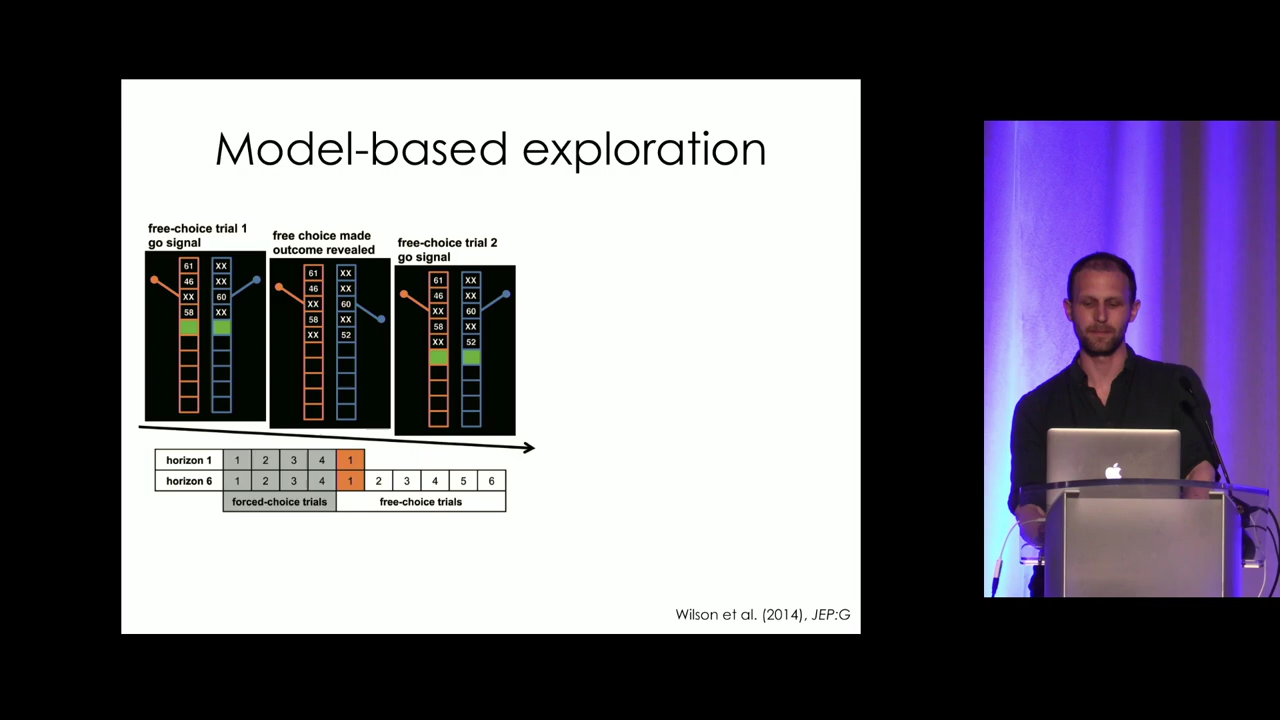 Model-based exploration
free-choice trial 1
go signal
61 XX
46 XX
XX 60
58 XX
free choice made
outcome revealed
61 XX
46 XX
XX 60
58 XX
XX 52
free-choice trial 2
go signal
61 XX
46 XX
XX 60
58 XX
XX 52
horizon 1 1 2 3 4 1
horizon 6 1 2 3 4 1 2 3 4 5 6
forced-choice trials free-choice trials
Wilson et al. (2014), JEP:G